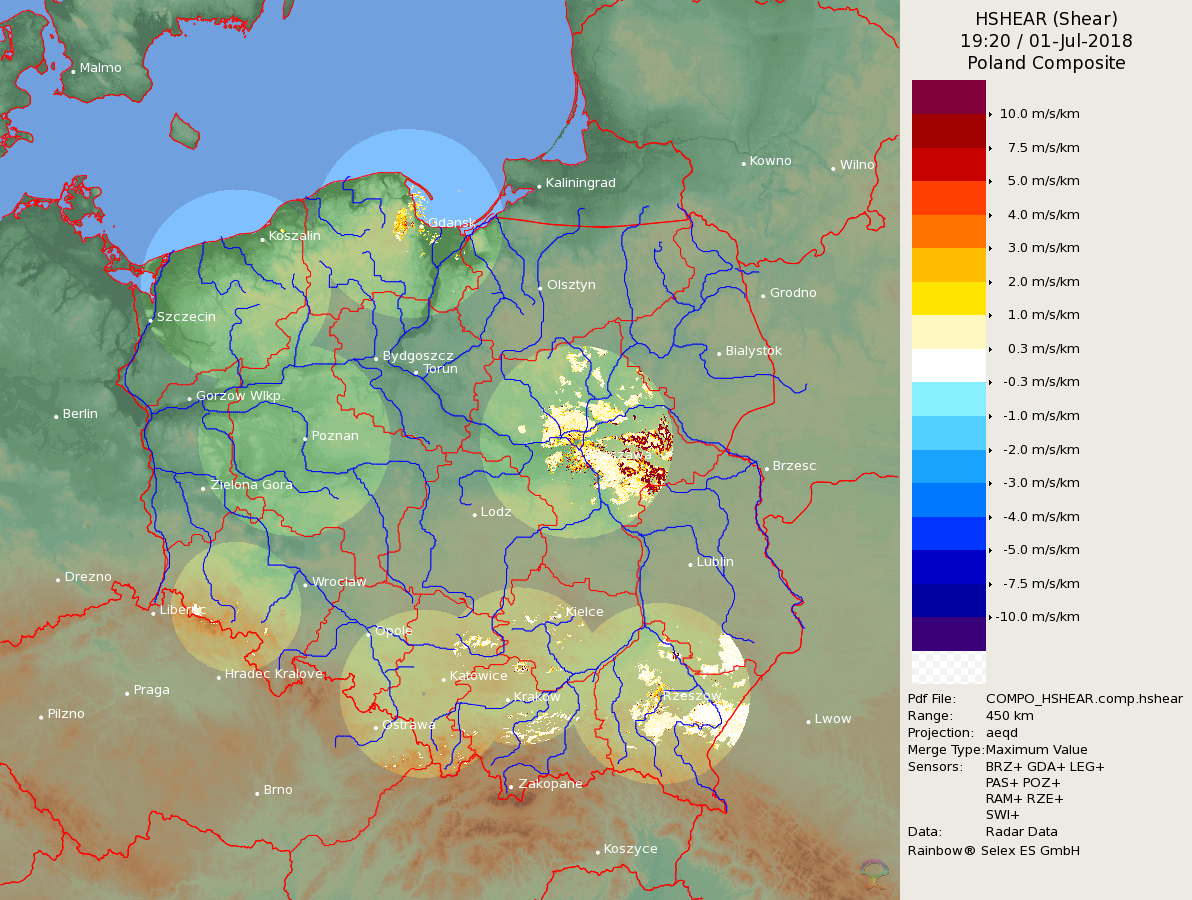 HSHEAR (Shear)
19:20 / 01-Jul-2018
Poland Composite
10.0 m/s/km
7.5 m/s/km
5.0 m/s/km
4.0 m/s/km
3.0 m/s/km
2.0 m/s/km
1.0 m/s/km
0.3 m/s/km
-0.3 m/s/km
-1.0 m/s/km
-2.0 m/s/km
-3.0 m/s/km
-4.0 m/s/km
-5.0 m/s/km
-7.5 m/s/km
-10.0 m/s/km
Pdf File: COMPO_HSHEAR.comp.hshear
Range: 450 km
Projection: aeqd
Merge Type: Maximum Value
Sensors: BRZ+ GDA+ LEG+
PAS+ POZ+
RAM+ RZE+
SWI+
Data: Radar Data
Rainbow® Selex ES GmbH
Malmo
Kowno
Wilno
Kaliningrad
Gdansk
Koszalin
Olsztyn
Grodno
Szczecin
Bialystok
Bydgoszcz
Torun
Gorzow Wlkp.
Berlin
Poznan
Brzesc
Zielona Gora
Lodz
Lublin
Drezno
Wroclaw
Liberec
Kielce
Opole
Hradec Kralove
Katowice
Praga
Krakow
Rzeszow
Pilzno
Ostrawa
Lwow
Zakopane
Brno
Koszyce